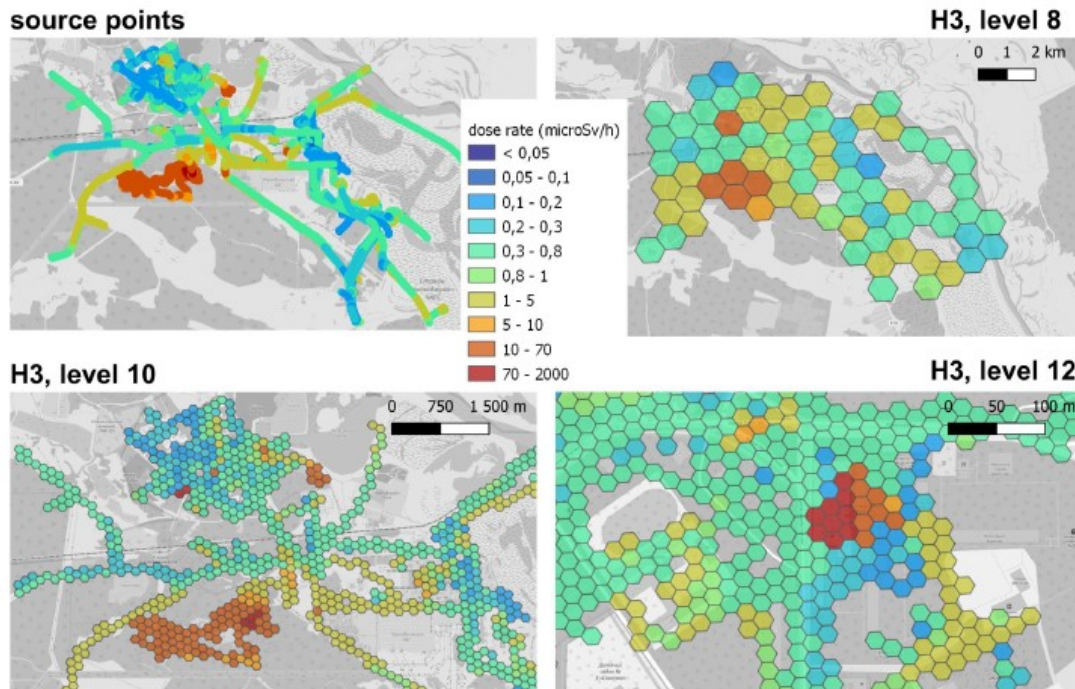 source points
H3, level 8
0 1 2 km
dose rate (microSv/h)
< 0,05
0,05 - 0,1
0,1 - 0,2
0,2 - 0,3
0,3 - 0,8
0,8 - 1
1 - 5
5 - 10
10 - 70
70 - 2000
H3, level 10
0 750 1 500 m
H3, level 12
0 50 100 m